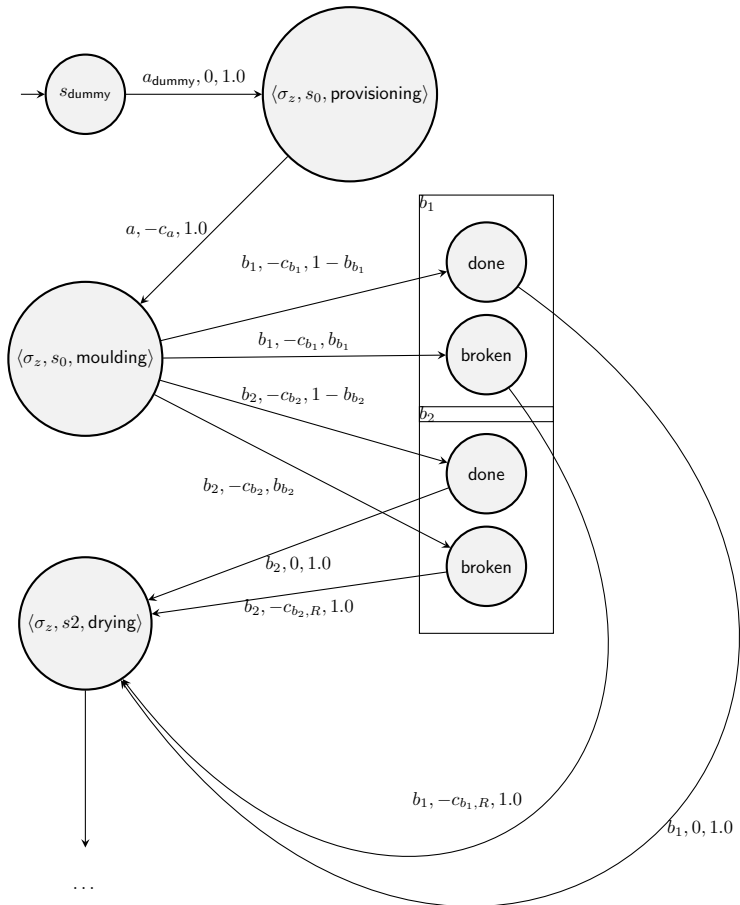 s_dummy
a_dummy, 0, 1.0
⟨σ_z, s_0, provisioning⟩
a, −c_a, 1.0
b_1
b_1, −c_{b_1}, 1 − b_{b_1}
done
b_1, −c_{b_1}, b_{b_1}
⟨σ_z, s_0, moulding⟩
broken
b_2, −c_{b_2}, 1 − b_{b_2}
b_2
done
b_2, −c_{b_2}, b_{b_2}
b_2, 0, 1.0
broken
b_2, −c_{b_2,R}, 1.0
⟨σ_z, s2, drying⟩
b_1, −c_{b_1,R}, 1.0
b_1, 0, 1.0
...